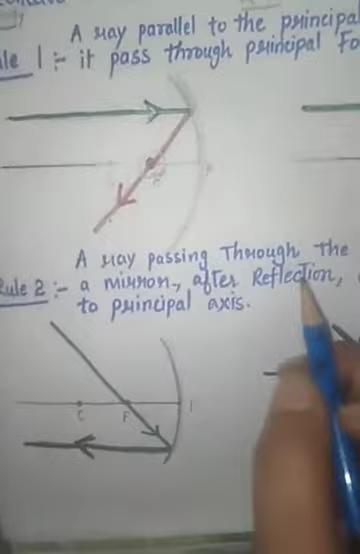 A ray parallel to the principal
Rule 1 :- it pass through principal Fo
A ray passing Through the
Rule 2 :- a mirror, after Reflection,
to principal axis.
C F